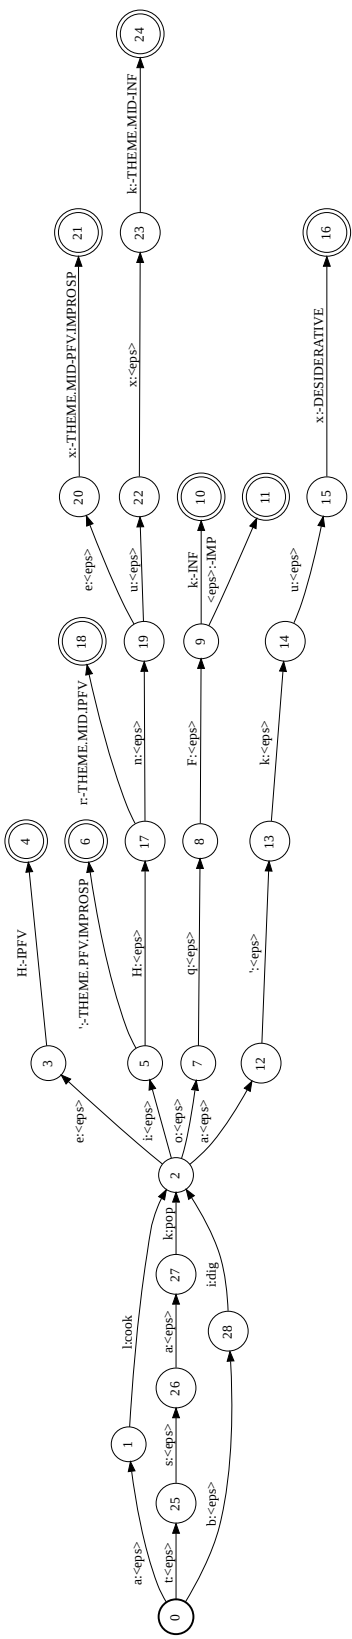 0
a:<eps>
1
l:cook
t:<eps>
25
s:<eps>
26
a:<eps>
27
k:pop
b:<eps>
28
i:dig
2
e:<eps>
3
H:-IPFV
4
i:<eps>
5
':-THEME.PFV.IMPROSP
6
H:<eps>
17
r:-THEME.MID.IPFV
18
n:<eps>
19
e:<eps>
20
x:-THEME.MID-PFV.IMPROSP
21
u:<eps>
22
x:<eps>
23
k:-THEME.MID-INF
24
o:<eps>
7
q:<eps>
8
F:<eps>
9
k:-INF
10
<eps>:-IMP
11
a:<eps>
12
':<eps>
13
k:<eps>
14
u:<eps>
15
x:-DESIDERATIVE
16